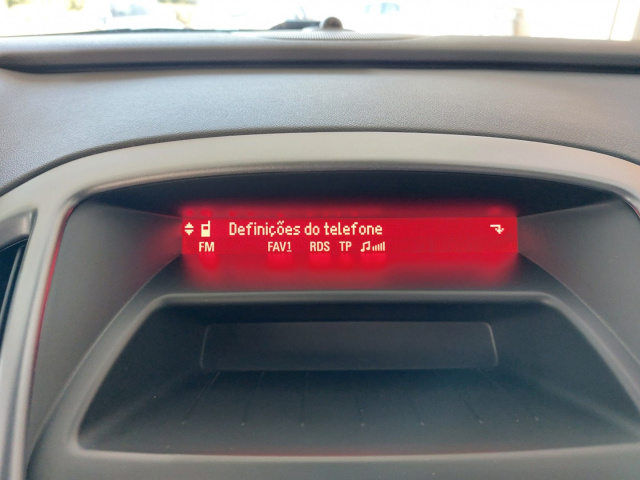 Definições do telefone
FM FAV1 RDS TP